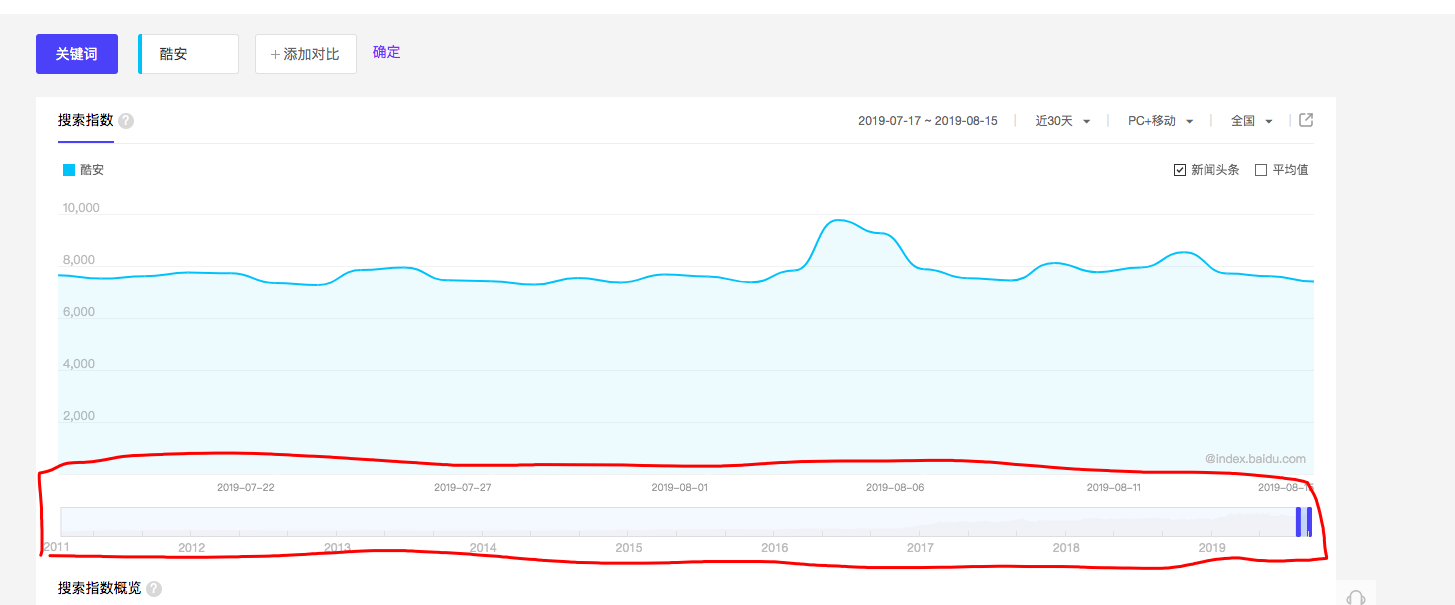 关键词 酷安 + 添加对比 确定
搜索指数 ? 2019-07-17 ~ 2019-08-15 近30天 PC+移动 全国
酷安 新闻头条 平均值
10,000
8,000
6,000
4,000
2,000
@index.baidu.com
2019-07-22 2019-07-27 2019-08-01 2019-08-06 2019-08-11 2019-08-15
2011 2012 2013 2014 2015 2016 2017 2018 2019
搜索指数概览 ?